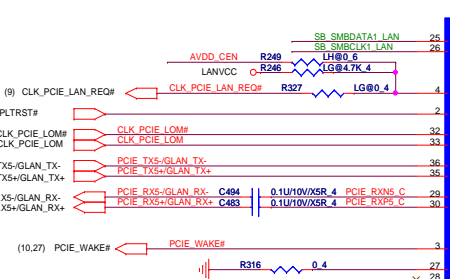 SB_SMBDATA1_LAN 25
SB_SMBCLK1_LAN 26
AVDD_CEN R249 LH@0_6
LANVCC R246 LG@4.7K_4
(9) CLK_PCIE_LAN_REQ# CLK_PCIE_LAN_REQ# R327 LG@0_4 4
PLTRST# 2
CLK_PCIE_LOM# CLK_PCIE_LOM# 32
CLK_PCIE_LOM CLK_PCIE_LOM 33
TX5-/GLAN_TX- PCIE_TX5-/GLAN_TX- 36
TX5+/GLAN_TX+ PCIE_TX5+/GLAN_TX+ 35
X5-/GLAN_RX- PCIE_RX5-/GLAN_RX- C494 0.1U/10V/X5R_4 PCIE_RXN5_C 29
X5+/GLAN_RX+ PCIE_RX5+/GLAN_RX+ C483 0.1U/10V/X5R_4 PCIE_RXP5_C 30
(10,27) PCIE_WAKE# PCIE_WAKE# 3
R316 0_4 27
28